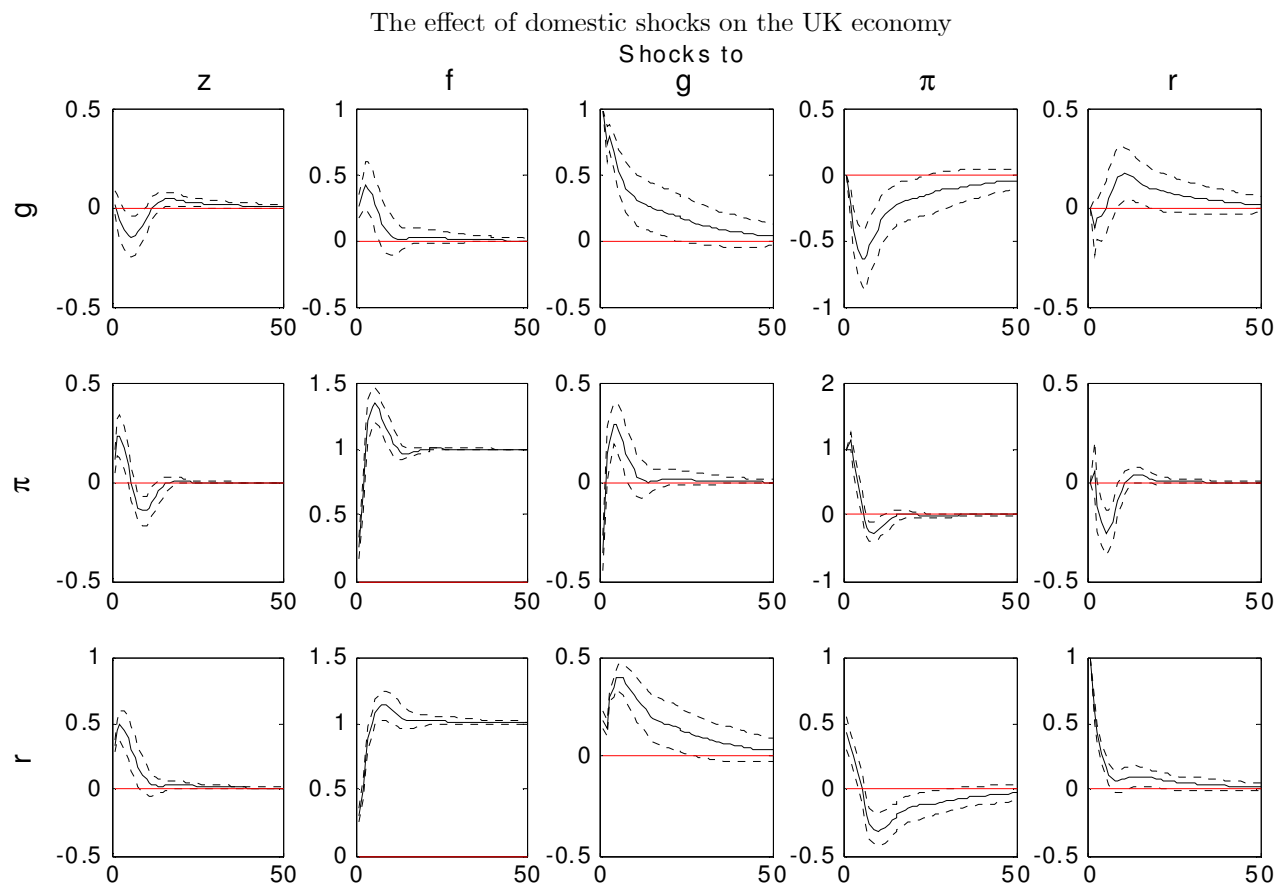 The effect of domestic shocks on the UK economy
Shocks to
z f g π r
g
0.5 1 1 0.5 0.5
0.5 0.5 0
0 0
0 0 -0.5
-0.5 -0.5 -0.5 -1 -0.5
0 50 0 50 0 50 0 50 0 50
π
0.5 1.5 0.5 2 0.5
1 1
0 0 0
0.5 0
-0.5 0 -0.5 -1 -0.5
0 50 0 50 0 50 0 50 0 50
r
1 1.5 0.5 1 1
0.5 1 0.5 0.5
0
0 0.5 0 0
-0.5 0 -0.5 -0.5 -0.5
0 50 0 50 0 50 0 50 0 50